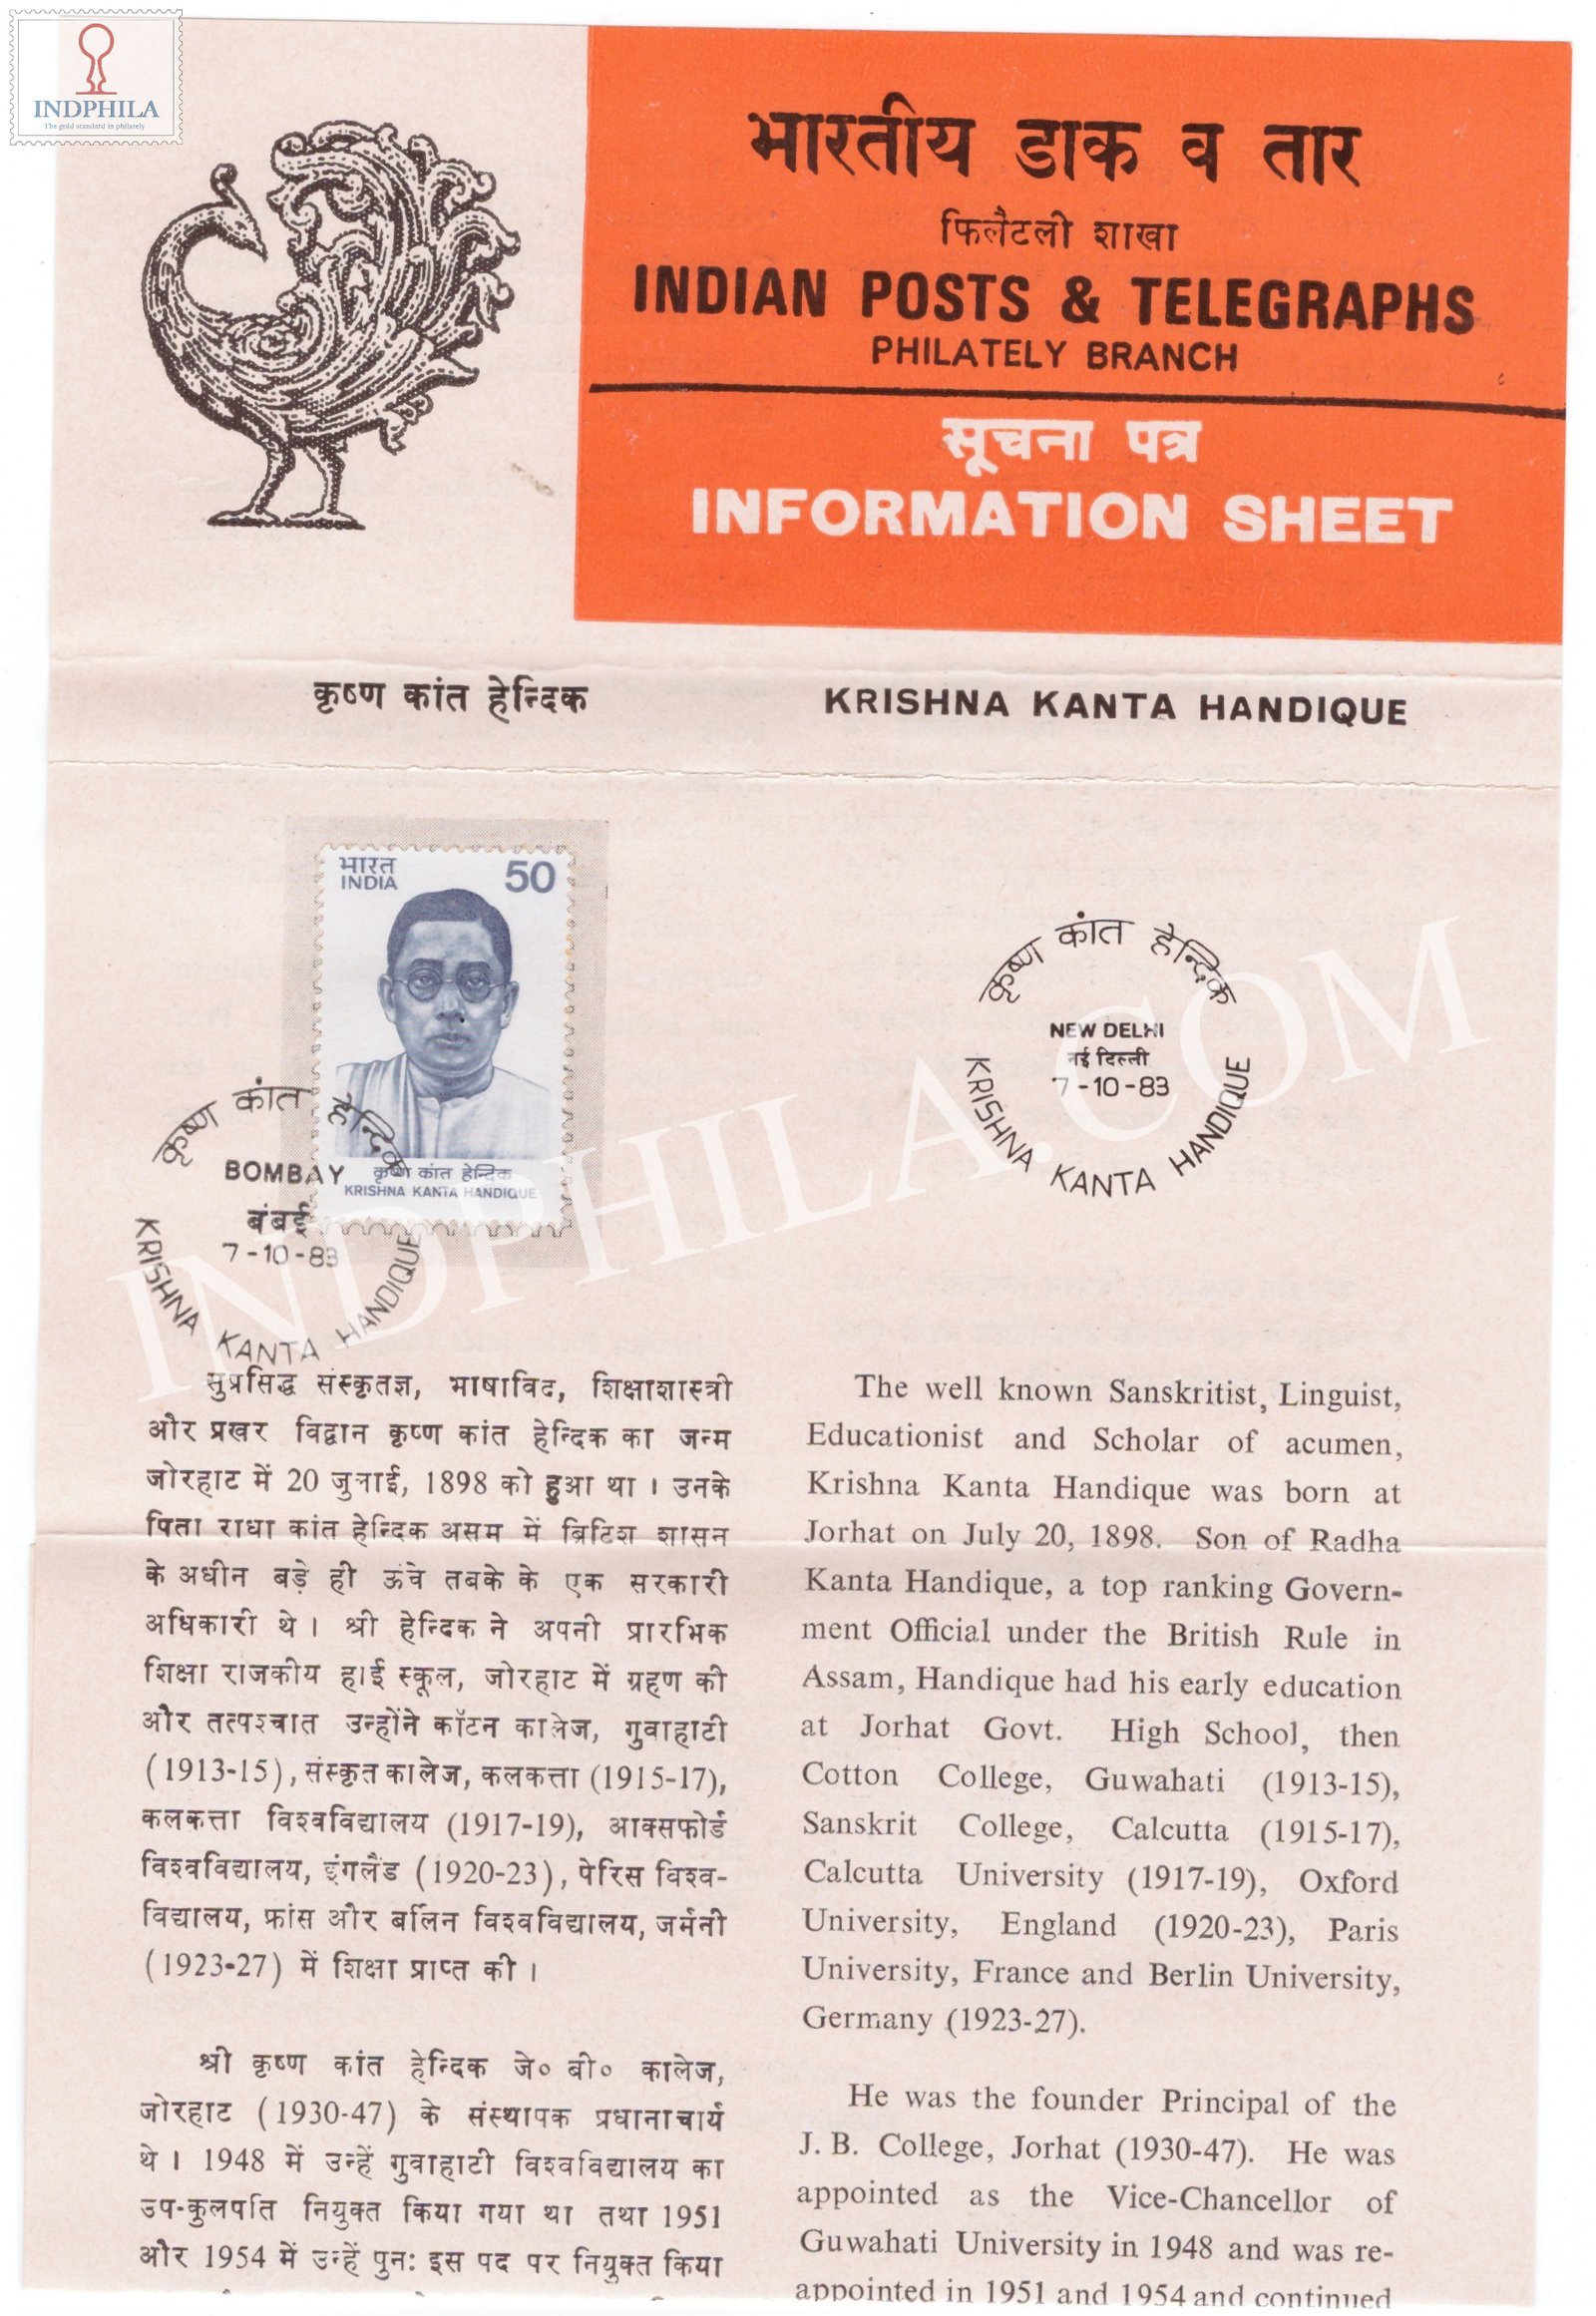 INDPHILA
The gold standard in philately
भारतीय डाक व तार
फिलैटली शाखा
INDIAN POSTS & TELEGRAPHS
PHILATELY BRANCH
सूचना पत्र
INFORMATION SHEET
कृष्ण कांत हेन्दिक
KRISHNA KANTA HANDIQUE
भारत
INDIA
50
कृष्ण कांत हेन्दिक
KRISHNA KANTA HANDIQUE
कृष्ण कांत हैन्दिक
BOMBAY
बंबई
7-10-83
KRISHNA KANTA HANDIQUE
कृष्ण कांत हैन्दिक
NEW DELHI
नई दिल्ली
7-10-83
KRISHNA KANTA HANDIQUE
INDPHILA.COM
सुप्रसिद्ध संस्कृतज्ञ, भाषाविद, शिक्षाशास्त्री
और प्रखर विद्वान कृष्ण कांत हेन्दिक का जन्म
जोरहाट में 20 जुलाई, 1898 को हुआ था । उनके
पिता राधा कांत हेन्दिक असम में ब्रिटिश शासन
के अधीन बड़े ही ऊंचे तबके के एक सरकारी
अधिकारी थे । श्री हेन्दिक ने अपनी प्रारंभिक
शिक्षा राजकीय हाई स्कूल, जोरहाट में ग्रहण की
और तत्पश्चात उन्होंने कॉटन कालेज, गुवाहाटी
(1913-15), संस्कृत कालेज, कलकत्ता (1915-17),
कलकत्ता विश्वविद्यालय (1917-19), आक्सफोर्ड
विश्वविद्यालय, इंगलैंड (1920-23), पेरिस विश्व-
विद्यालय, फ्रांस और बर्लिन विश्वविद्यालय, जर्मनी
(1923-27) में शिक्षा प्राप्त की ।
श्री कृष्ण कांत हेन्दिक जे० बी० कालेज,
जोरहाट (1930-47) के संस्थापक प्रधानाचार्य
थे । 1948 में उन्हें गुवाहाटी विश्वविद्यालय का
उप-कुलपति नियुक्त किया गया था तथा 1951
और 1954 में उन्हें पुनः इस पद पर नियुक्त किया
The well known Sanskritist, Linguist,
Educationist and Scholar of acumen,
Krishna Kanta Handique was born at
Jorhat on July 20, 1898. Son of Radha
Kanta Handique, a top ranking Govern-
ment Official under the British Rule in
Assam, Handique had his early education
at Jorhat Govt. High School, then
Cotton College, Guwahati (1913-15),
Sanskrit College, Calcutta (1915-17),
Calcutta University (1917-19), Oxford
University, England (1920-23), Paris
University, France and Berlin University,
Germany (1923-27).
He was the founder Principal of the
J. B. College, Jorhat (1930-47). He was
appointed as the Vice-Chancellor of
Guwahati University in 1948 and was re-
appointed in 1951 and 1954 and continued